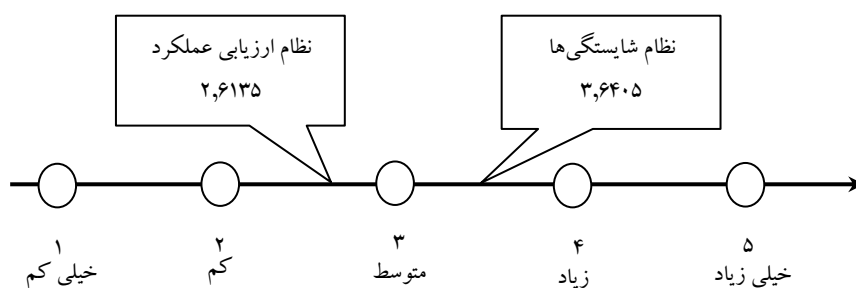 نظام شایستگی‌ها
۳,۶۴۰۵
نظام ارزیابی عملکرد
۲,۶۱۳۵
۱
خیلی کم
۲
کم
۳
متوسط
۴
زیاد
۵
خیلی زیاد